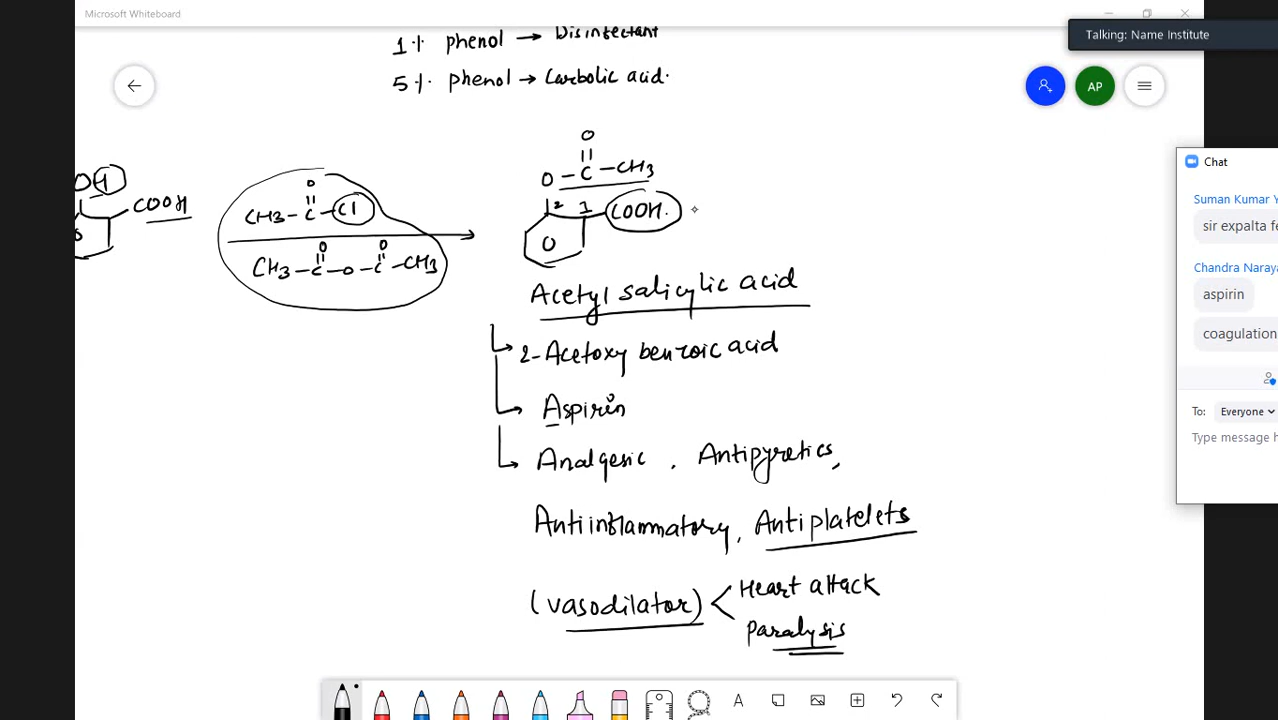 Microsoft Whiteboard
Talking: Name Institute
1% phenol → Disinfectant
5% phenol → Carbolic acid.
AP
O
||
O – C – CH3
OH
COOH
O
O
||
CH3 – C – Cl
O O
|| ||
CH3 – C – O – C – CH3
2 1 COOH.
O
Acetyl salicylic acid
2-Acetoxy benzoic acid
Aspirin
Analgesic, Antipyretics,
Antiinflammatory, Antiplatelets
(vasodilator) < Heart attack
paralysis
Chat
Suman Kumar Y
sir expalta fe
Chandra Naraya
aspirin
coagulation
To: Everyone
Type message h
A